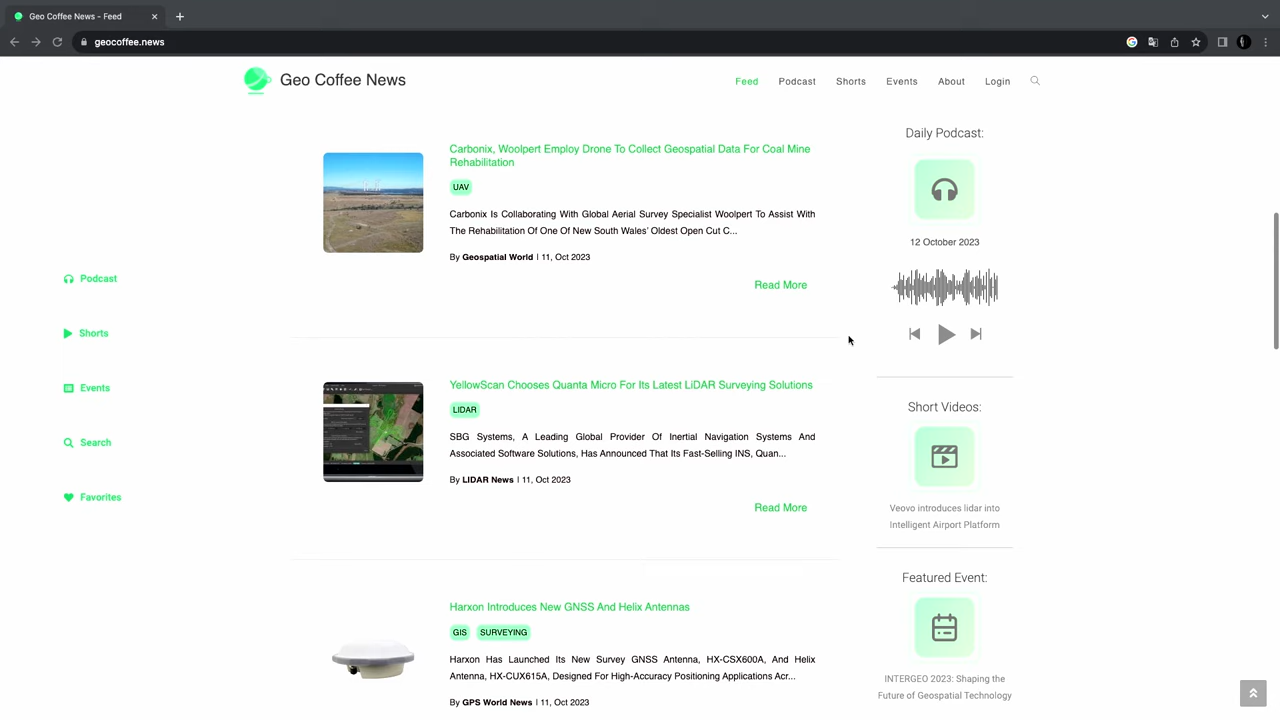 Geo Coffee News - Feed
geocoffee.news
Geo Coffee News
Feed Podcast Shorts Events About Login
Podcast
Shorts
Events
Search
Favorites
Carbonix, Woolpert Employ Drone To Collect Geospatial Data For Coal Mine
Rehabilitation
UAV
Carbonix Is Collaborating With Global Aerial Survey Specialist Woolpert To Assist With
The Rehabilitation Of One Of New South Wales' Oldest Open Cut C...
By Geospatial World | 11, Oct 2023
Read More
YellowScan Chooses Quanta Micro For Its Latest LiDAR Surveying Solutions
LIDAR
SBG Systems, A Leading Global Provider Of Inertial Navigation Systems And
Associated Software Solutions, Has Announced That Its Fast-Selling INS, Quan...
By LIDAR News | 11, Oct 2023
Read More
Harxon Introduces New GNSS And Helix Antennas
GIS SURVEYING
Harxon Has Launched Its New Survey GNSS Antenna, HX-CSX600A, And Helix
Antenna, HX-CUX615A, Designed For High-Accuracy Positioning Applications Acr...
By GPS World News | 11, Oct 2023
Daily Podcast:
12 October 2023
Short Videos:
Veovo introduces lidar into
Intelligent Airport Platform
Featured Event:
INTERGEO 2023: Shaping the
Future of Geospatial Technology